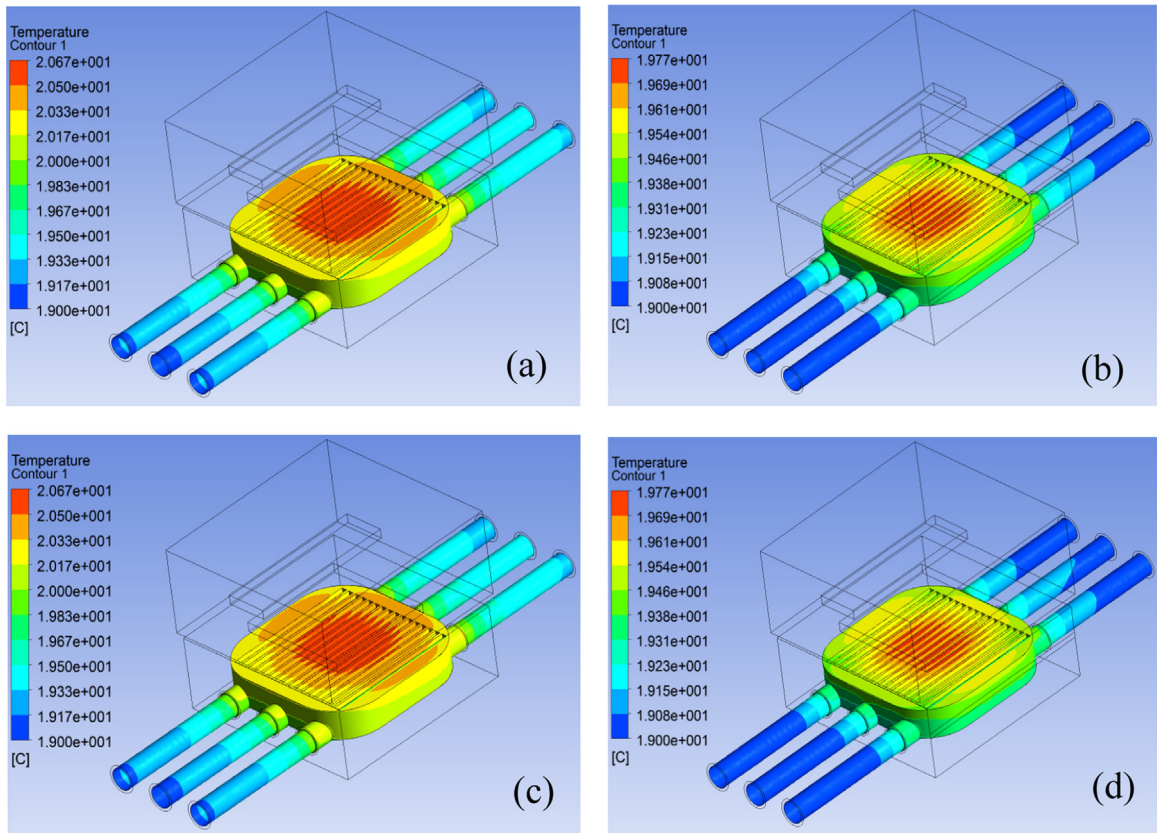 Temperature
Contour 1
2.067e+001
2.050e+001
2.033e+001
2.017e+001
2.000e+001
1.983e+001
1.967e+001
1.950e+001
1.933e+001
1.917e+001
1.900e+001
[C]
(a)
Temperature
Contour 1
1.977e+001
1.969e+001
1.961e+001
1.954e+001
1.946e+001
1.938e+001
1.931e+001
1.923e+001
1.915e+001
1.908e+001
1.900e+001
[C]
(b)
Temperature
Contour 1
2.067e+001
2.050e+001
2.033e+001
2.017e+001
2.000e+001
1.983e+001
1.967e+001
1.950e+001
1.933e+001
1.917e+001
1.900e+001
[C]
(c)
Temperature
Contour 1
1.977e+001
1.969e+001
1.961e+001
1.954e+001
1.946e+001
1.938e+001
1.931e+001
1.923e+001
1.915e+001
1.908e+001
1.900e+001
[C]
(d)